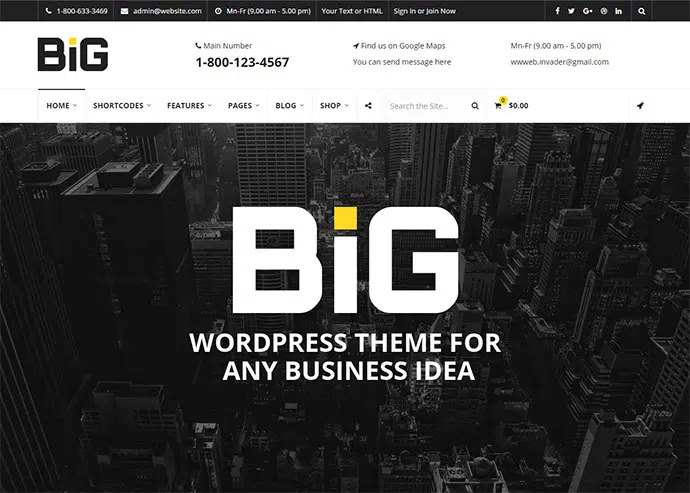 1-800-633-3469 admin@website.com Mn-Fr (9.00 am - 5.00 pm) Your Text or HTML Sign In or Join Now
BiG
Main Number
1-800-123-4567
Find us on Google Maps
You can send message here
Mn-Fr (9.00 am - 5.00 pm)
wwweb.invader@gmail.com
HOME SHORTCODES FEATURES PAGES BLOG SHOP Search the Site... 0 $0.00
BiG
WORDPRESS THEME FOR
ANY BUSINESS IDEA